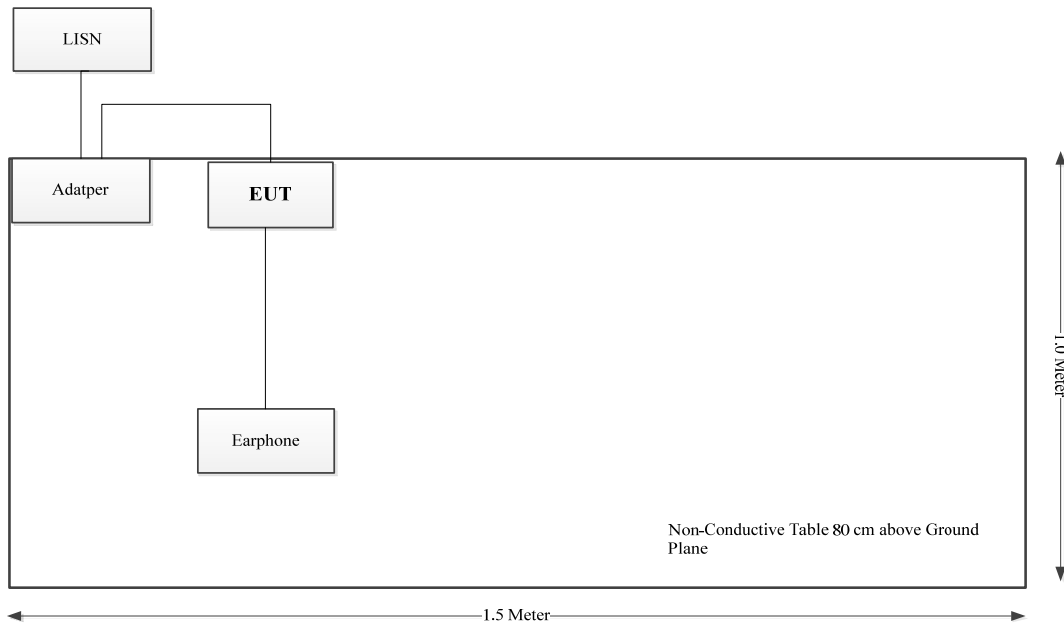 LISN
Adatper
EUT
Earphone
Non-Conductive Table 80 cm above Ground
Plane
1.0 Meter
1.5 Meter